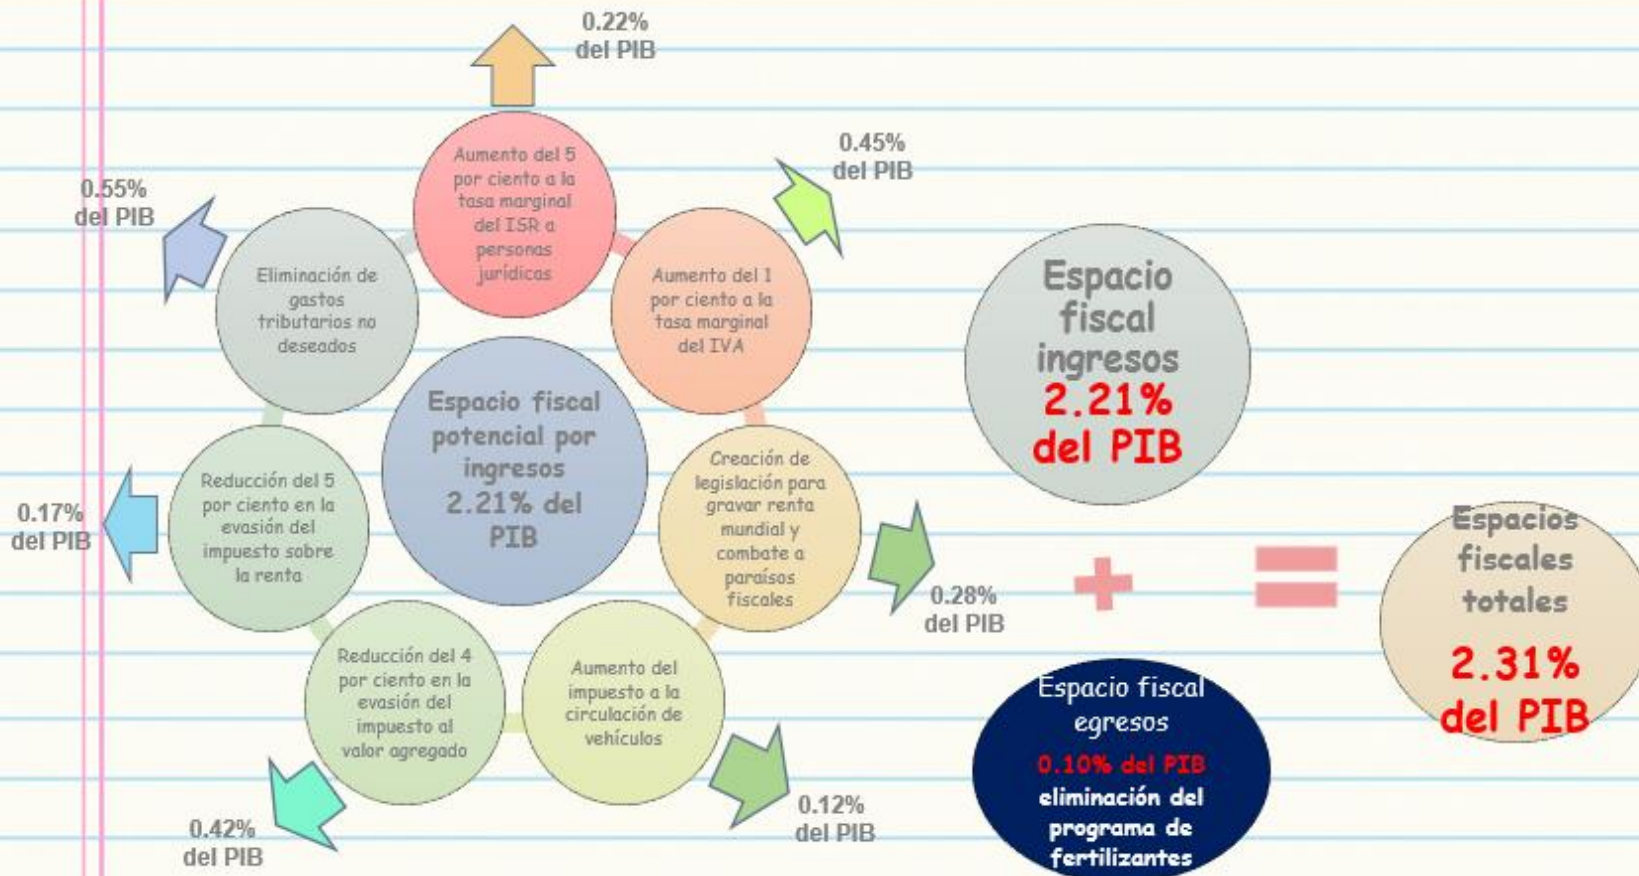 0.22%
del PIB
Aumento del 5
por ciento a la
tasa marginal
del ISR a
personas
jurídicas
0.45%
del PIB
Aumento del 1
por ciento a la
tasa marginal
del IVA
Creación de
legislación para
gravar renta
mundial y
combate a
paraísos
fiscales
0.28%
del PIB
Aumento del
impuesto a la
circulación de
vehículos
0.12%
del PIB
Reducción del 4
por ciento en la
evasión del
impuesto al
valor agregado
0.42%
del PIB
Reducción del 5
por ciento en la
evasión del
impuesto sobre
la renta
0.17%
del PIB
Eliminación de
gastos
tributarios no
deseados
0.55%
del PIB
Espacio fiscal
potencial por
ingresos
2.21% del
PIB
Espacio
fiscal
ingresos
2.21%
del PIB
+
Espacio fiscal
egresos
0.10% del PIB
eliminación del
programa de
fertilizantes
=
Espacios
fiscales
totales
2.31%
del PIB